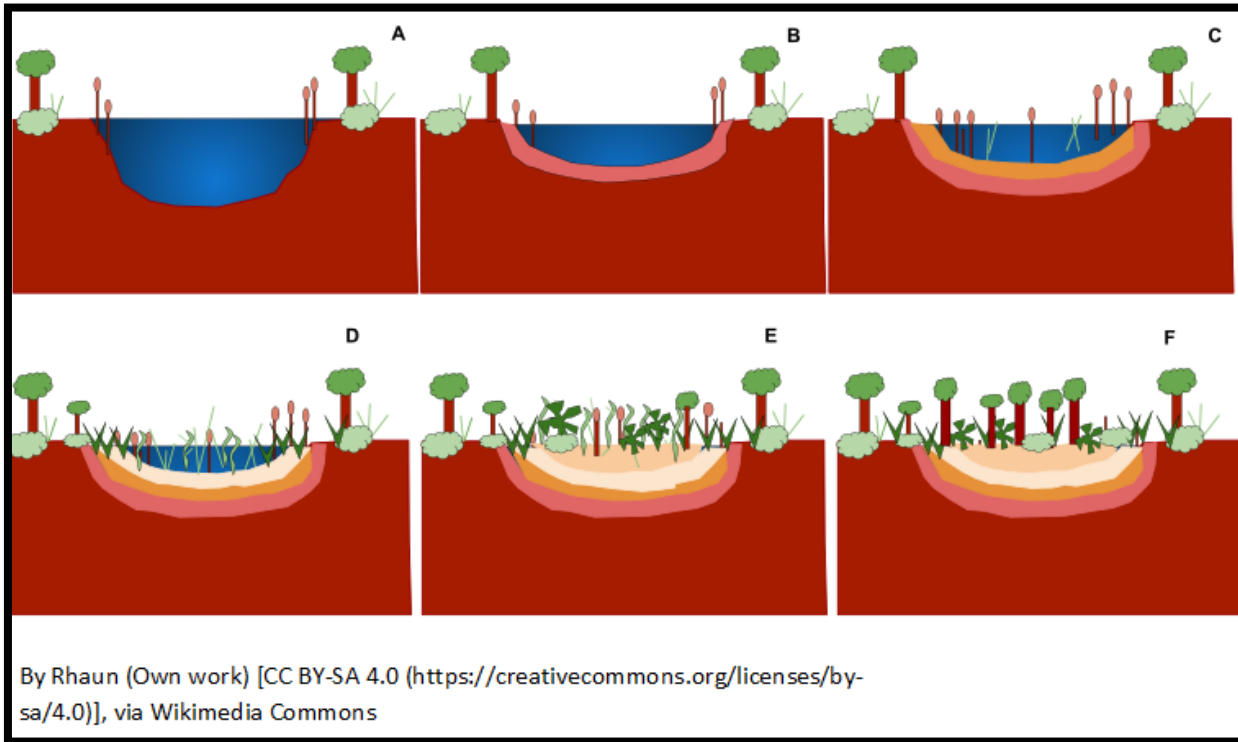 A
B
C
D
E
F
By Rhaun (Own work) [CC BY-SA 4.0 (https://creativecommons.org/licenses/by-
sa/4.0)], via Wikimedia Commons